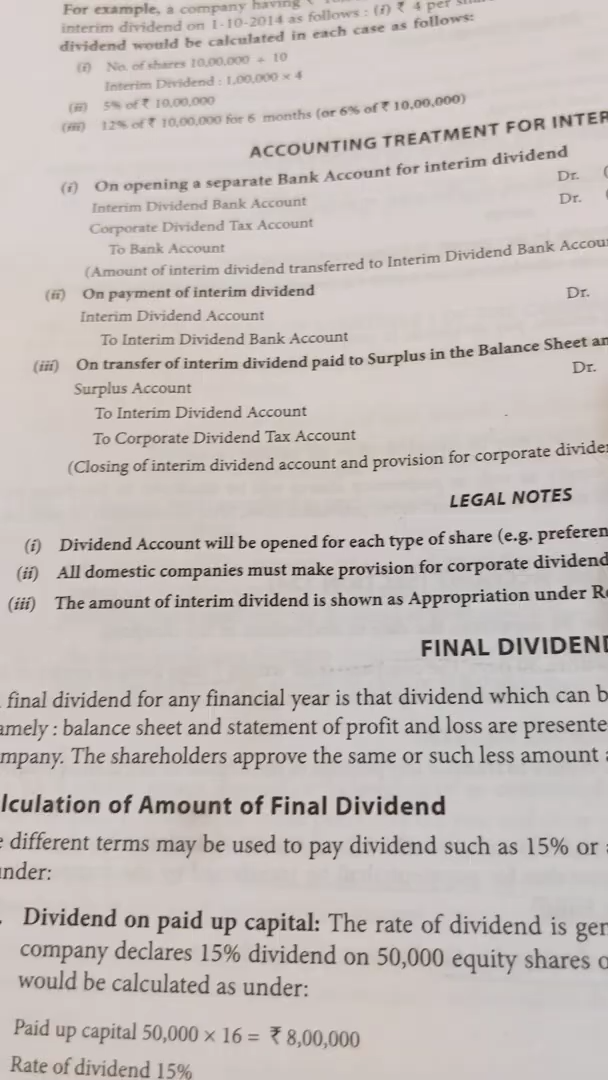 For example, a company having ₹
interim dividend on 1-10-2014 as follows : (i) ₹ 4 per
dividend would be calculated in each case as follows:
(i) No. of shares 10,00,000 ÷ 10
Interim Dividend : 1,00,000 × 4
(ii) 5% of ₹ 10,00,000
(iii) 12% of ₹ 10,00,000 for 6 months (or 6% of ₹ 10,00,000)
ACCOUNTING TREATMENT FOR INTER
(i) On opening a separate Bank Account for interim dividend
Interim Dividend Bank Account Dr.
Corporate Dividend Tax Account Dr.
To Bank Account
(Amount of interim dividend transferred to Interim Dividend Bank Accou
(ii) On payment of interim dividend
Interim Dividend Account Dr.
To Interim Dividend Bank Account
(iii) On transfer of interim dividend paid to Surplus in the Balance Sheet an
Surplus Account Dr.
To Interim Dividend Account
To Corporate Dividend Tax Account
(Closing of interim dividend account and provision for corporate divide
LEGAL NOTES
(i) Dividend Account will be opened for each type of share (e.g. preferen
(ii) All domestic companies must make provision for corporate dividend
(iii) The amount of interim dividend is shown as Appropriation under Re
FINAL DIVIDEND
final dividend for any financial year is that dividend which can b
amely : balance sheet and statement of profit and loss are presente
mpany. The shareholders approve the same or such less amount a
lculation of Amount of Final Dividend
e different terms may be used to pay dividend such as 15% or
under:
Dividend on paid up capital: The rate of dividend is gen
company declares 15% dividend on 50,000 equity shares o
would be calculated as under:
Paid up capital 50,000 × 16 = ₹ 8,00,000
Rate of dividend 15%